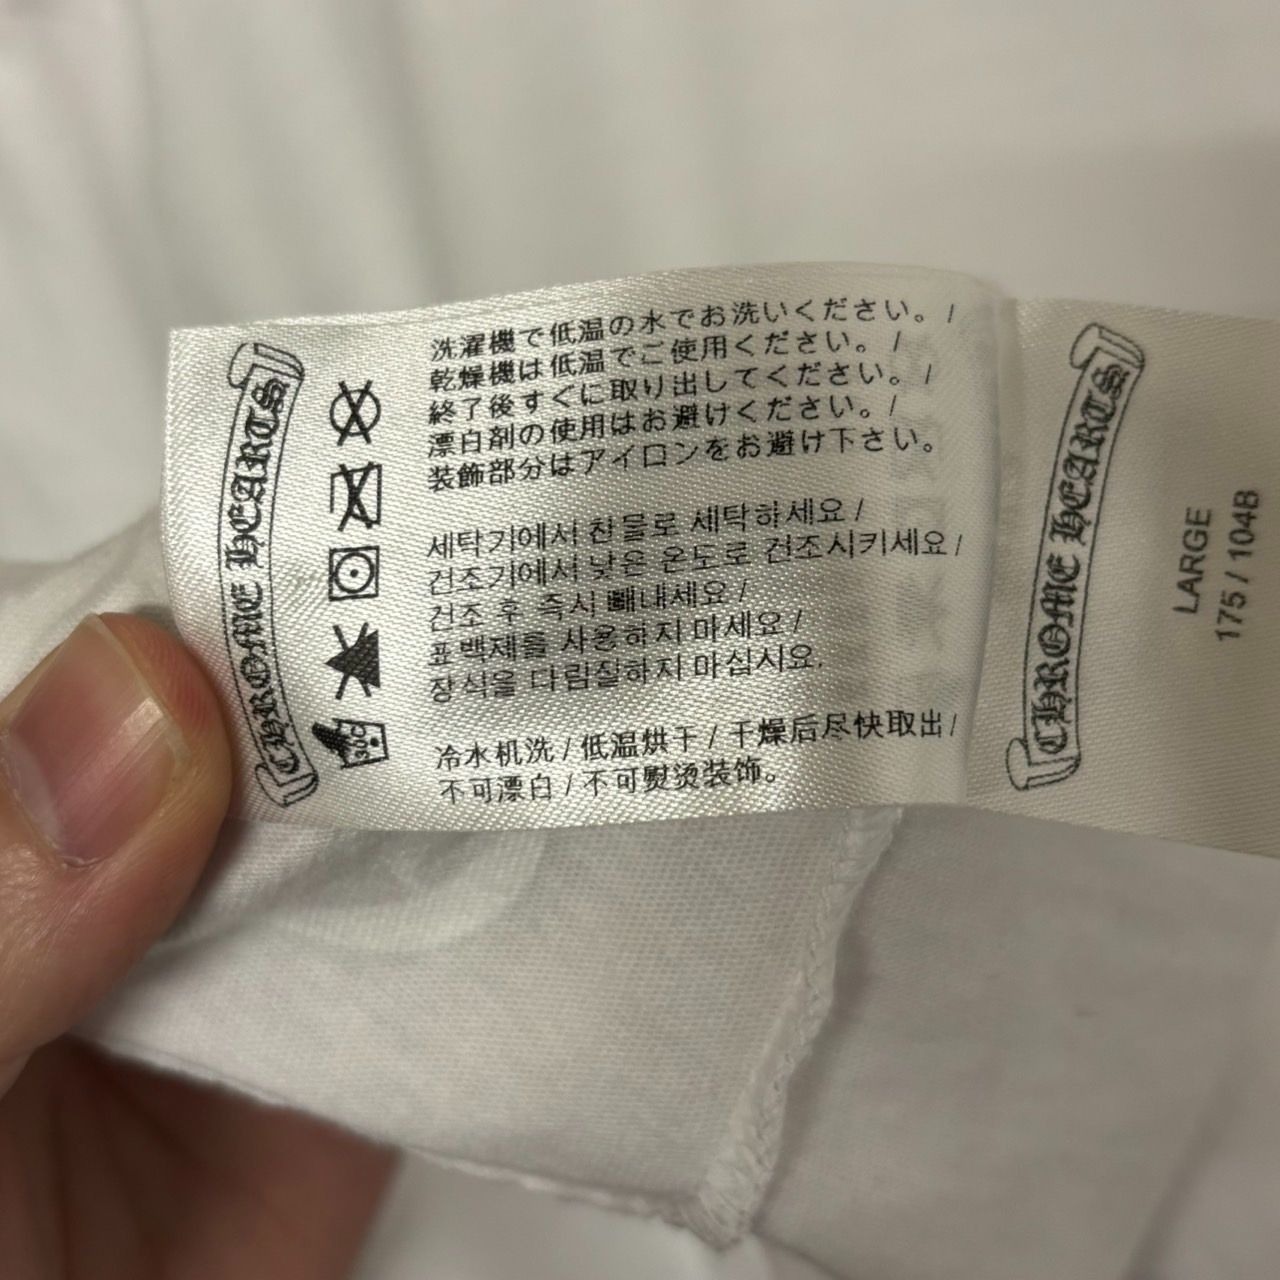 CHROME HEARTS
洗濯機で低温の水でお洗いください。/
乾燥機は低温でご使用ください。/
終了後すぐに取り出してください。/
漂白剤の使用はお避けください。/
装飾部分はアイロンをお避け下さい。
세탁기에서 찬물로 세탁하세요 /
건조기에서 낮은 온도로 건조시키세요 /
건조 후 즉시 빼내세요 /
표백제를 사용하지 마세요 /
장식을 다림질하지 마십시요.
冷水机洗 / 低温烘干 / 干燥后尽快取出 /
不可漂白 / 不可熨烫装饰。
CHROME HEARTS
LARGE
175 / 104B